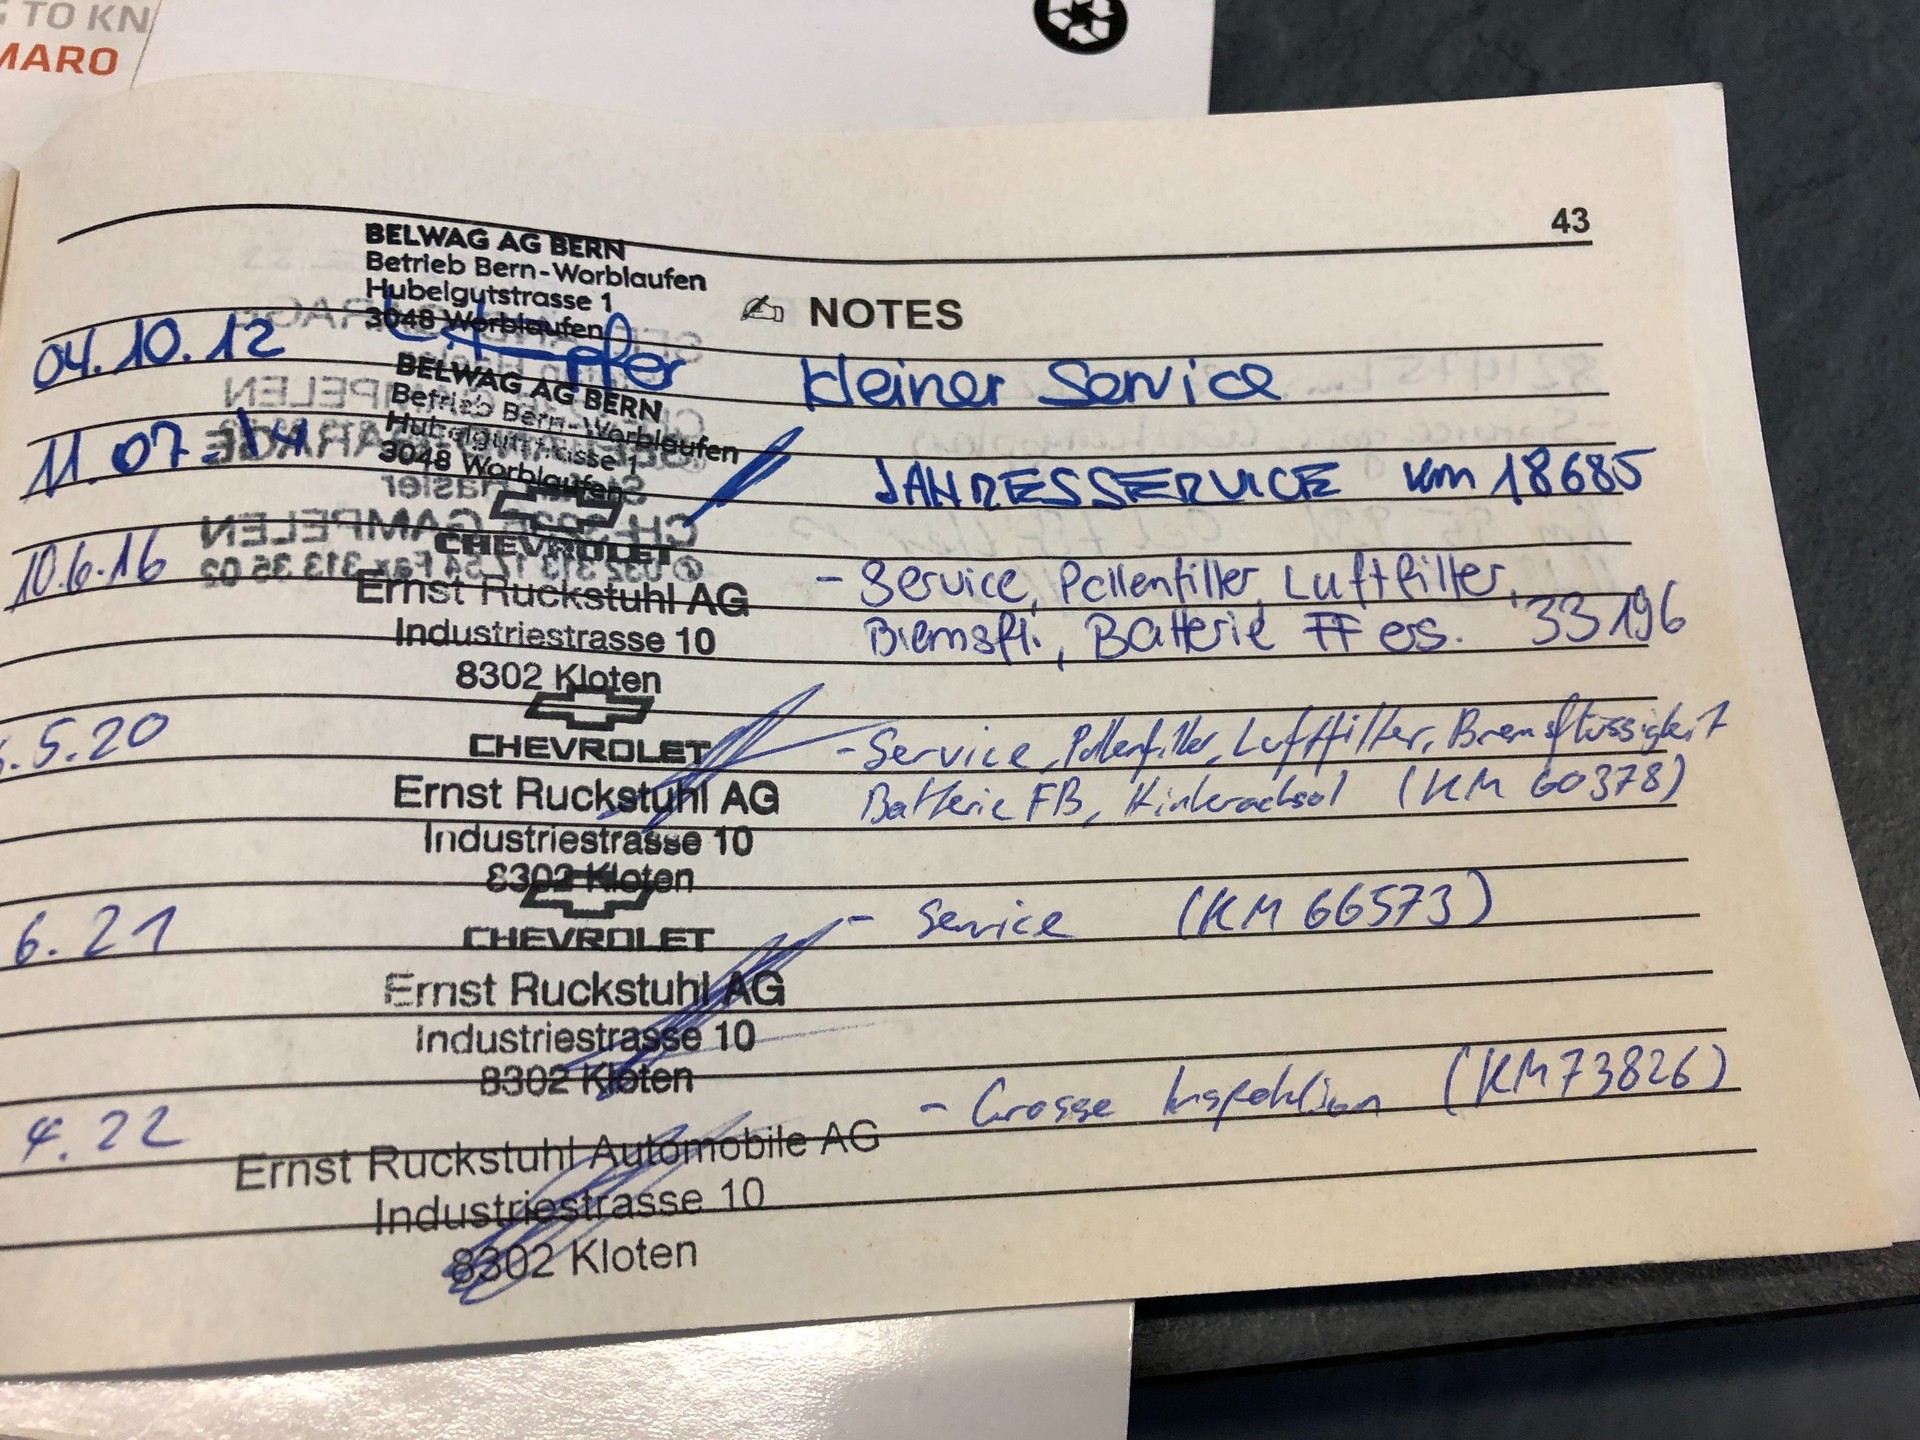 TO KN
MARO
43
NOTES
BELWAG AG BERN
Betrieb Bern-Worblaufen
Hubelgutstrasse 1
3048 Worblaufen
04.10.12
kleiner Service
BELWAG AG BERN
Betrieb Bern-Worblaufen
Hubelgutstrasse 1
3048 Worblaufen
11.07.14
JAHRESSERVICE km 18685
CHEVROLET
10.6.16
Ernst Ruckstuhl AG
Industriestrasse 10
8302 Kloten
- Service, Pollenfilter, Luftfilter,
Bremsfl., Batterie FF ers. 33196
.5.20
CHEVROLET
Ernst Ruckstuhl AG
Industriestrasse 10
8302 Kloten
- Service, Pollenfilter, Luftfilter, Bremsflüssigkeit
Batterie FB, Hinterachsöl (KM 60378)
6.21
CHEVROLET
Ernst Ruckstuhl AG
Industriestrasse 10
8302 Kloten
- Service (KM 66573)
4.22
Ernst Ruckstuhl Automobile AG
Industriestrasse 10
8302 Kloten
- Grosse Inspektion (KM 73826)